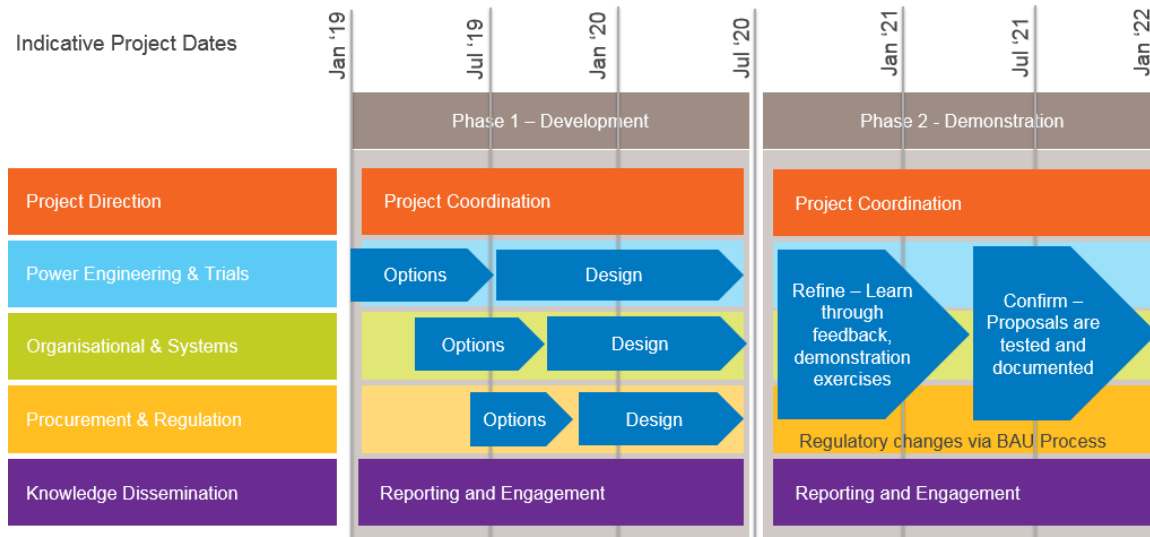 Indicative Project Dates
Jan ‘19
Jul ‘19
Jan ‘20
Jul ‘20
Jan ‘21
Jul ‘21
Jan ‘22
Phase 1 – Development
Phase 2 - Demonstration
Project Direction
Project Coordination
Project Coordination
Power Engineering & Trials
Options
Design
Refine – Learn
through
feedback,
demonstration
exercises
Confirm –
Proposals are
tested and
documented
Organisational & Systems
Options
Design
Procurement & Regulation
Options
Design
Regulatory changes via BAU Process
Knowledge Dissemination
Reporting and Engagement
Reporting and Engagement